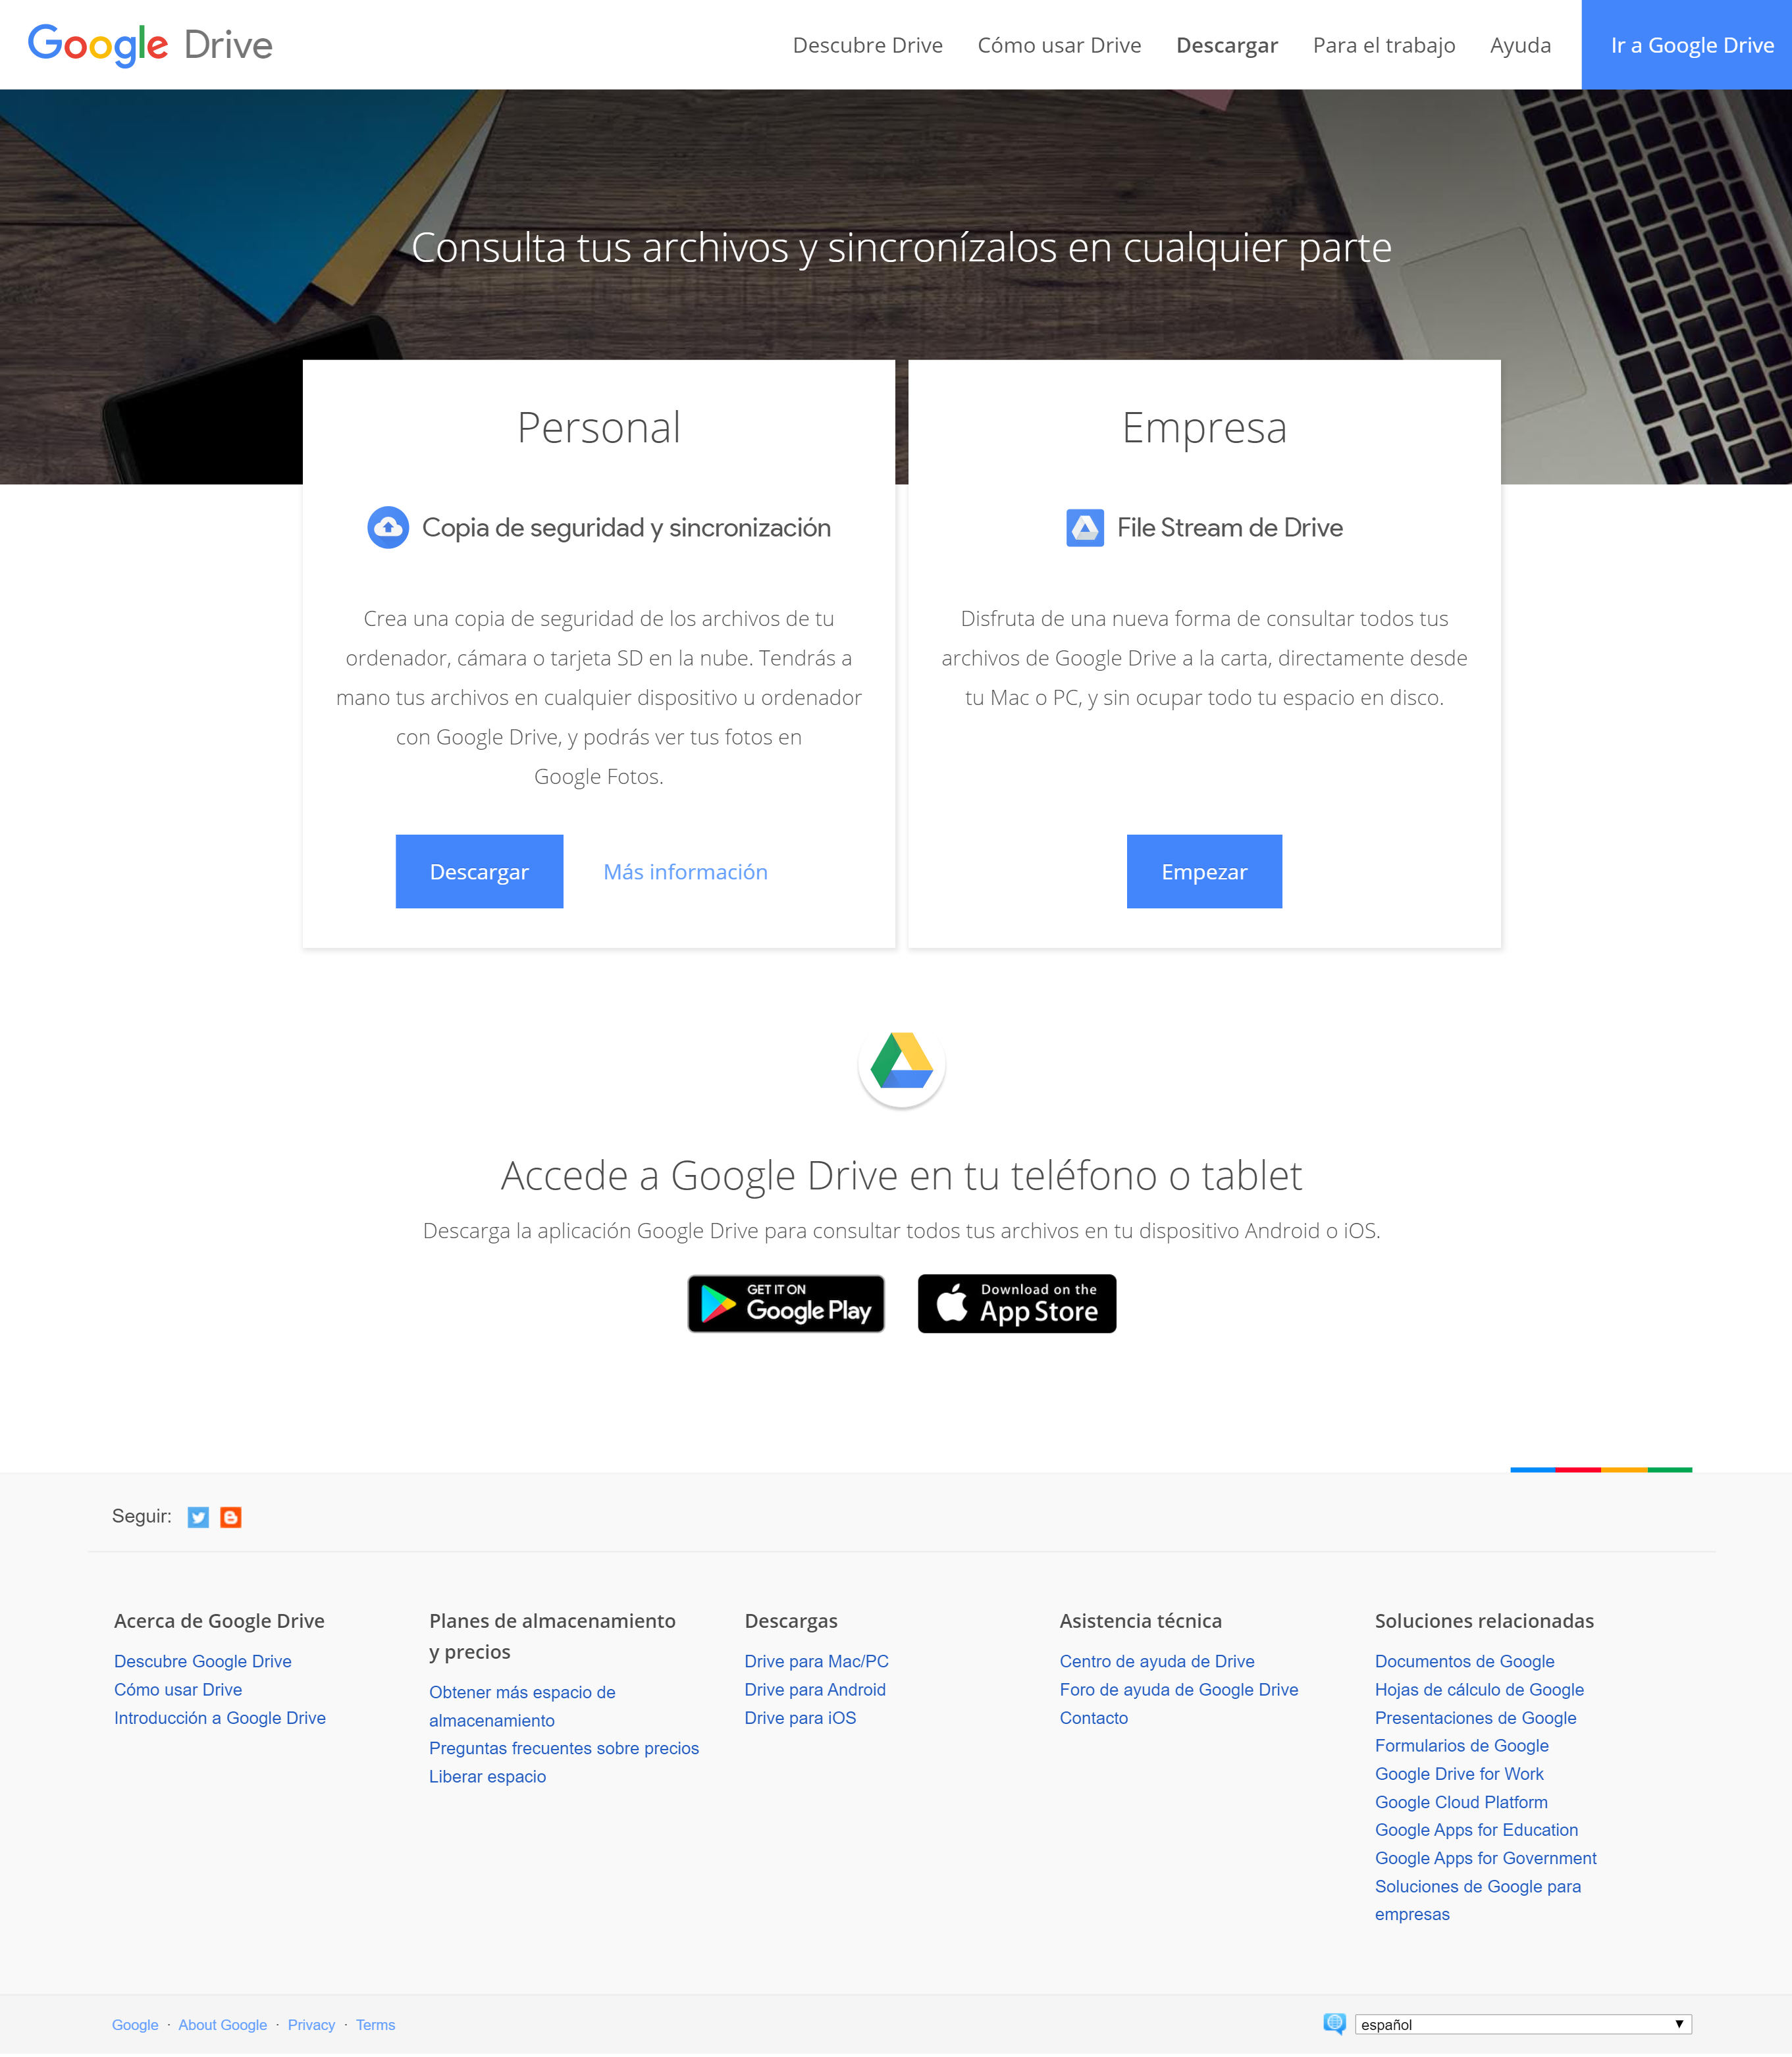 Google Drive
Descubre Drive
Cómo usar Drive
Descargar
Para el trabajo
Ayuda
Ir a Google Drive
Consulta tus archivos y sincronízalos en cualquier parte
Personal
Copia de seguridad y sincronización
Crea una copia de seguridad de los archivos de tu
ordenador, cámara o tarjeta SD en la nube. Tendrás a
mano tus archivos en cualquier dispositivo u ordenador
con Google Drive, y podrás ver tus fotos en
Google Fotos.
Descargar
Más información
Empresa
File Stream de Drive
Disfruta de una nueva forma de consultar todos tus
archivos de Google Drive a la carta, directamente desde
tu Mac o PC, y sin ocupar todo tu espacio en disco.
Empezar
Accede a Google Drive en tu teléfono o tablet
Descarga la aplicación Google Drive para consultar todos tus archivos en tu dispositivo Android o iOS.
GET IT ON
Google Play
Download on the
App Store
Seguir:
Acerca de Google Drive
Descubre Google Drive
Cómo usar Drive
Introducción a Google Drive
Planes de almacenamiento
y precios
Obtener más espacio de
almacenamiento
Preguntas frecuentes sobre precios
Liberar espacio
Descargas
Drive para Mac/PC
Drive para Android
Drive para iOS
Asistencia técnica
Centro de ayuda de Drive
Foro de ayuda de Google Drive
Contacto
Soluciones relacionadas
Documentos de Google
Hojas de cálculo de Google
Presentaciones de Google
Formularios de Google
Google Drive for Work
Google Cloud Platform
Google Apps for Education
Google Apps for Government
Soluciones de Google para
empresas
Google · About Google · Privacy · Terms
español